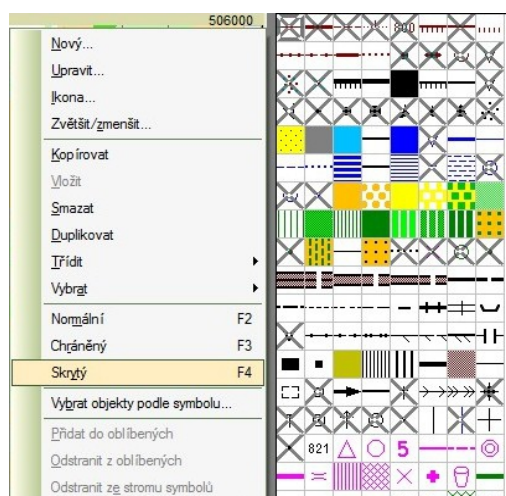 506000
Nový...
Upravit...
Ikona...
Zvětšit/zmenšit...
Kopírovat
Vložit
Smazat
Duplikovat
Třídit
Vybrat
Normální F2
Chráněný F3
Skrytý F4
Vybrat objekty podle symbolu...
Přidat do oblíbených
Odstranit z oblíbených
Odstranit ze stromu symbolů
800
821
5